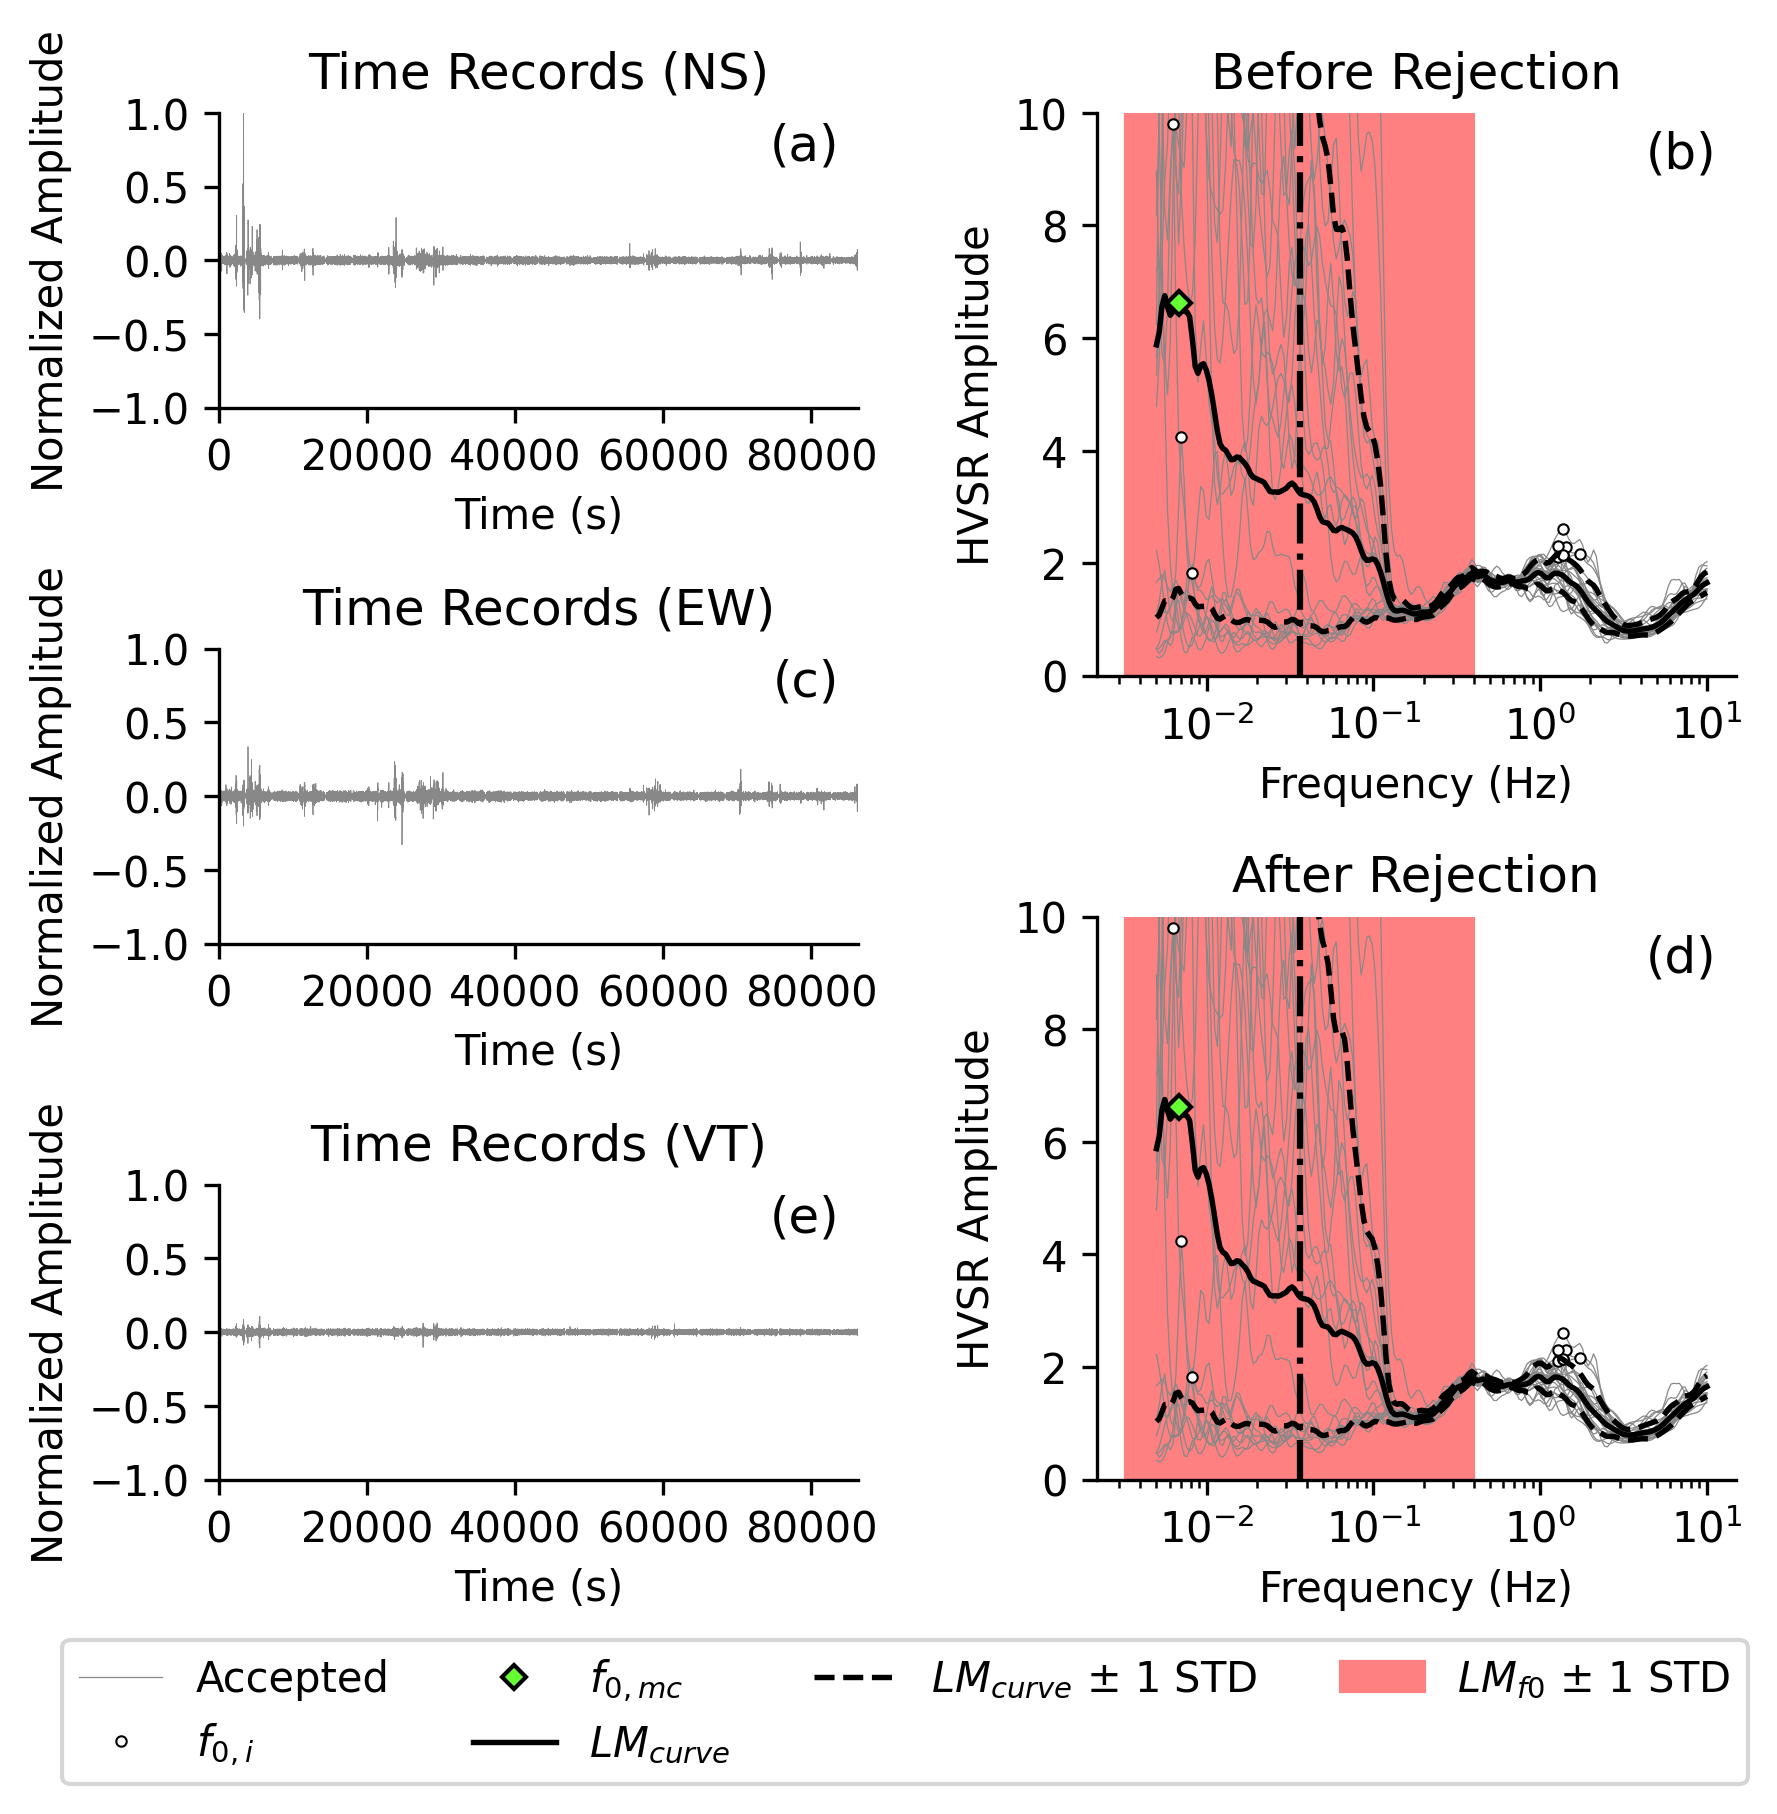 Time Records (NS)
Normalized Amplitude
1.0
0.5
0.0
−0.5
−1.0
(a)
0 20000 40000 60000 80000
Time (s)
Before Rejection
HVSR Amplitude
10
8
6
4
2
0
(b)
10⁻² 10⁻¹ 10⁰ 10¹
Frequency (Hz)
Time Records (EW)
Normalized Amplitude
1.0
0.5
0.0
−0.5
−1.0
(c)
0 20000 40000 60000 80000
Time (s)
After Rejection
HVSR Amplitude
10
8
6
4
2
0
(d)
10⁻² 10⁻¹ 10⁰ 10¹
Frequency (Hz)
Time Records (VT)
Normalized Amplitude
1.0
0.5
0.0
−0.5
−1.0
(e)
0 20000 40000 60000 80000
Time (s)
Accepted
f0,i
f0,mc
LMcurve
LMcurve ± 1 STD
LMf0 ± 1 STD